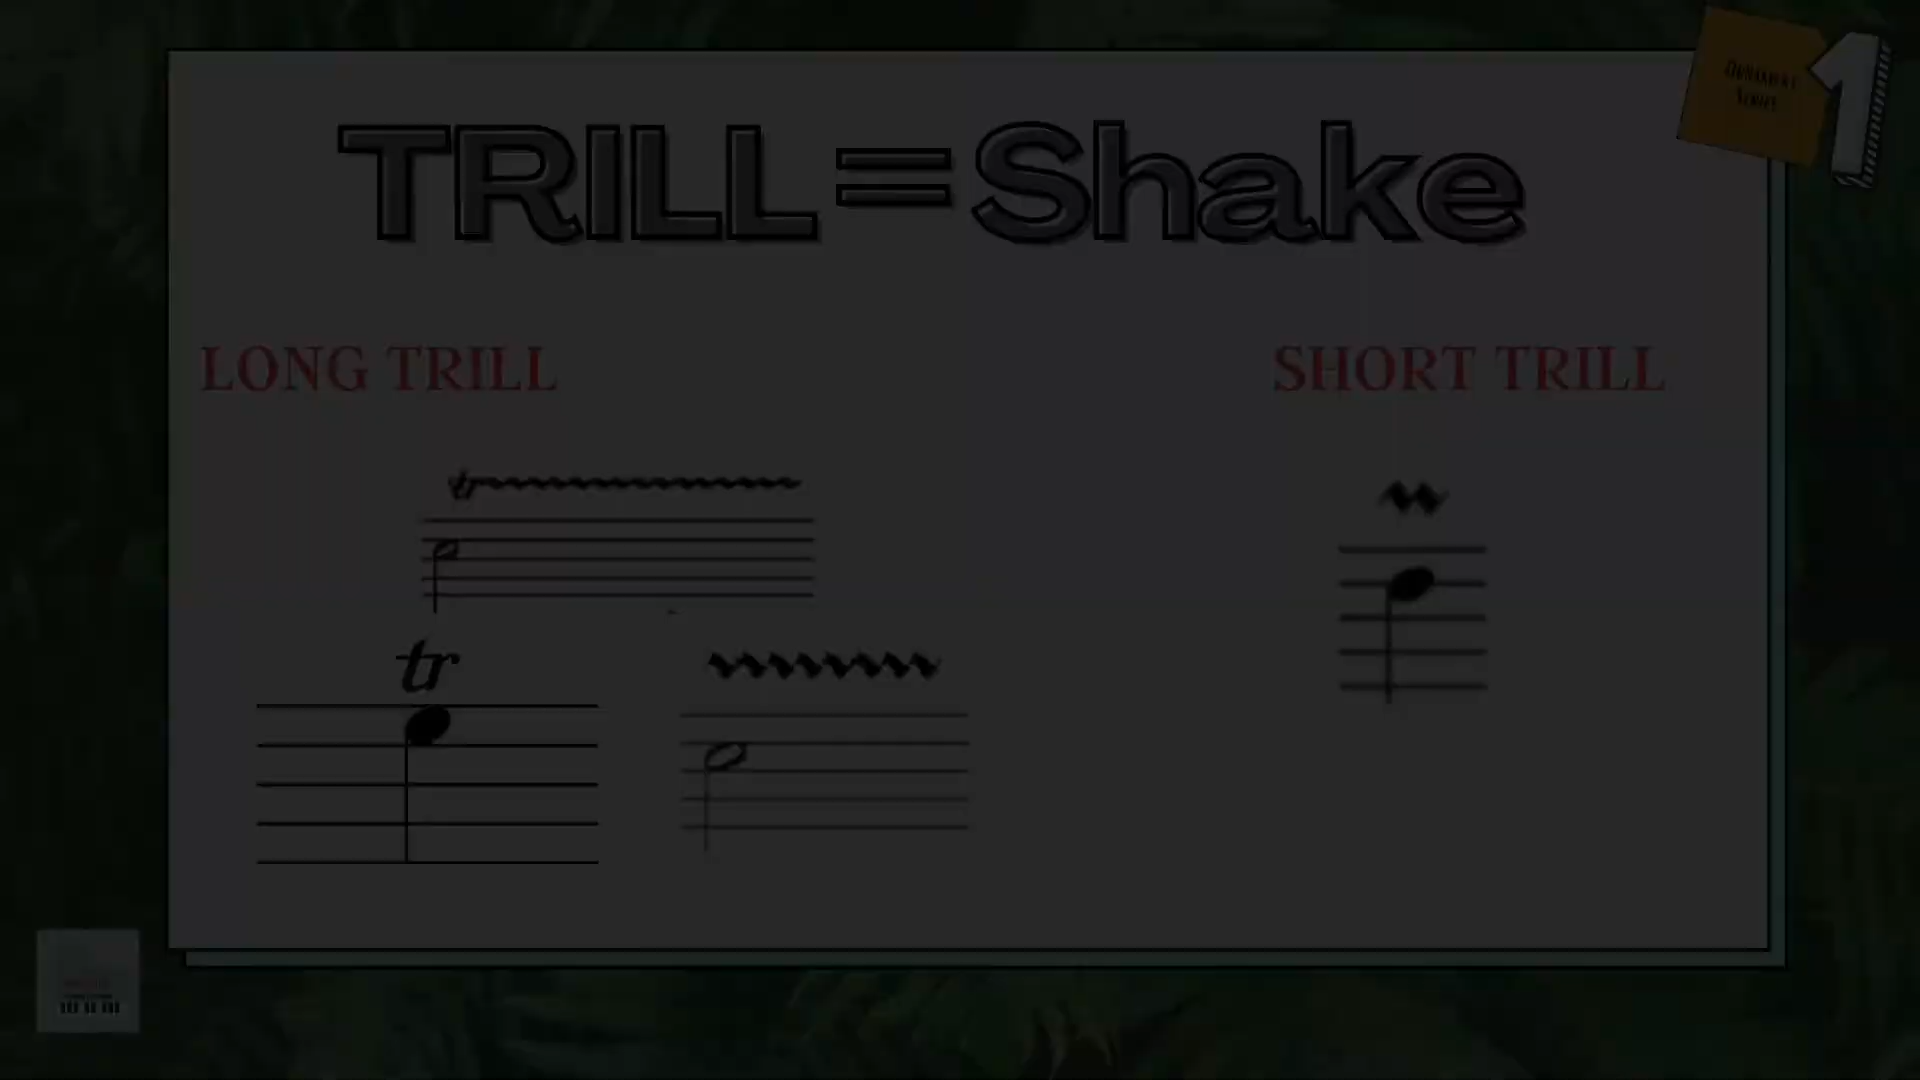 TRILL = Shake
LONG TRILL
SHORT TRILL
tr
tr